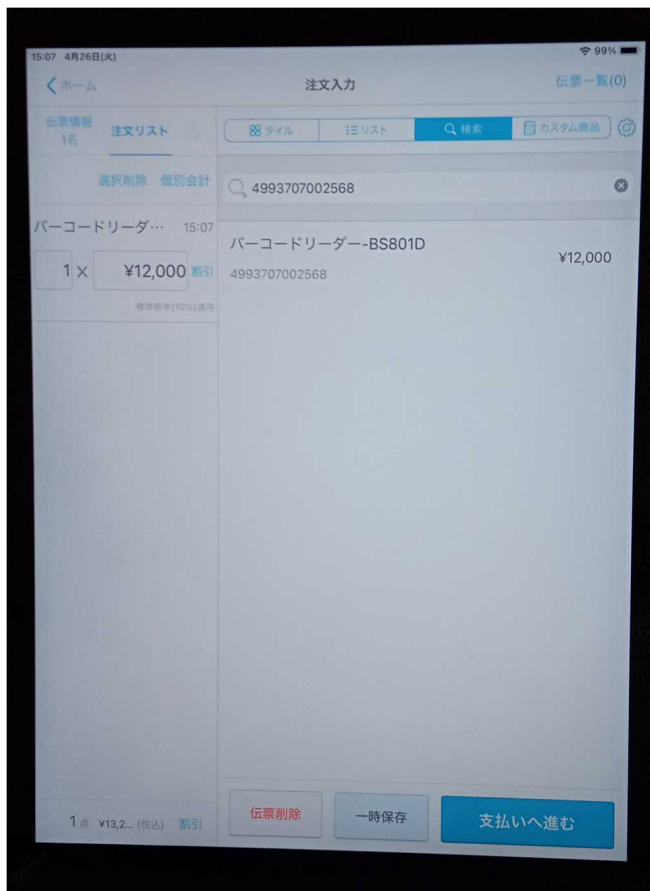 15:07 4月26日(火)
99%
ホーム
注文入力
伝票一覧(0)
伝票情報
1名
注文リスト
タイル
リスト
検索
カスタム商品
選択削除 個別会計
4993707002568
バーコードリーダ… 15:07
1 × ¥12,000 割引
標準税率(10%)適用
バーコードリーダー-BS801D
¥12,000
4993707002568
1点 ¥13,2... (税込) 割引
伝票削除
一時保存
支払いへ進む